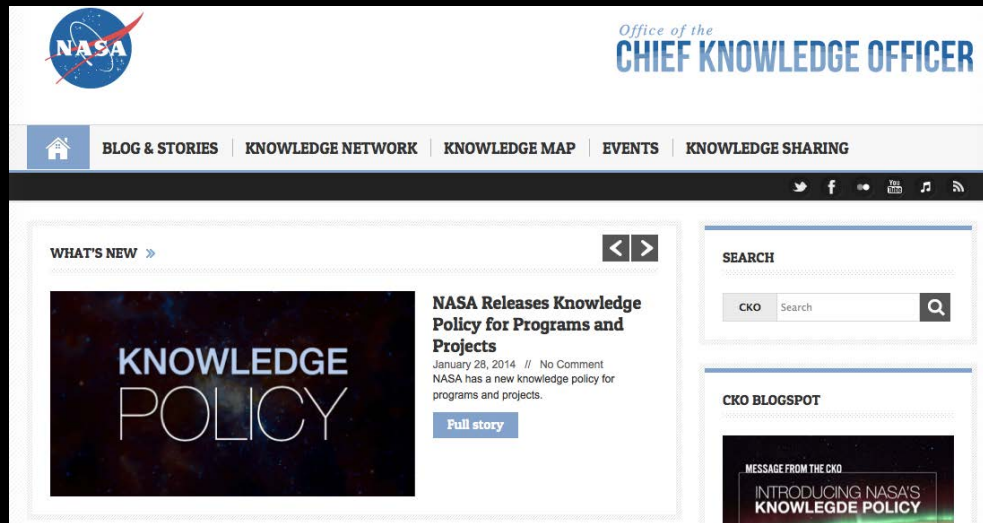 NASA
Office of the
CHIEF KNOWLEDGE OFFICER
BLOG & STORIES
KNOWLEDGE NETWORK
KNOWLEDGE MAP
EVENTS
KNOWLEDGE SHARING
You
Tube
WHAT'S NEW »
KNOWLEDGE
POLICY
NASA Releases Knowledge
Policy for Programs and
Projects
January 28, 2014 // No Comment
NASA has a new knowledge policy for
programs and projects.
Full story
SEARCH
CKO Search
CKO BLOGSPOT
MESSAGE FROM THE CKO
INTRODUCING NASA'S
KNOWLEGDE POLICY